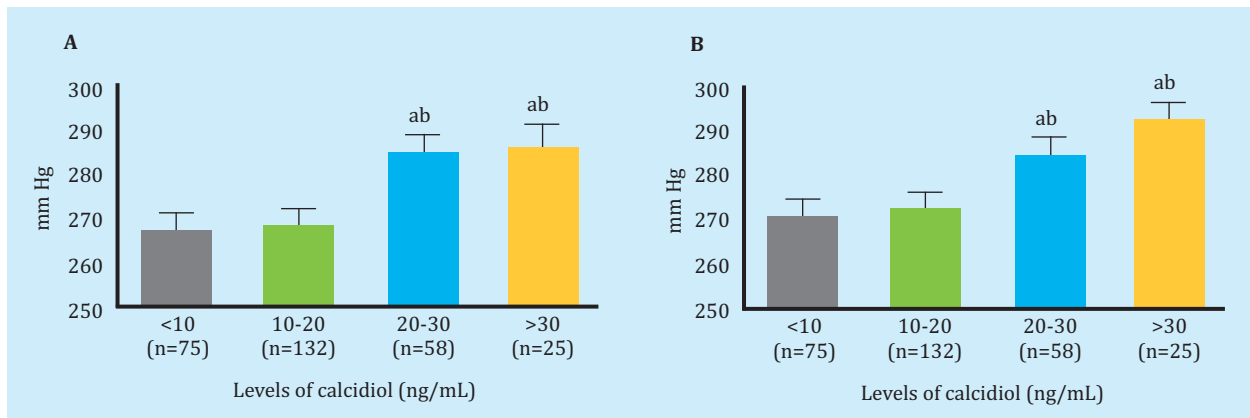 A
mm Hg
300
290
280
270
260
250
ab
ab
<10
(n=75)
10-20
(n=132)
20-30
(n=58)
>30
(n=25)
Levels of calcidiol (ng/mL)
B
mm Hg
300
290
280
270
260
250
ab
ab
<10
(n=75)
10-20
(n=132)
20-30
(n=58)
>30
(n=25)
Levels of calcidiol (ng/mL)